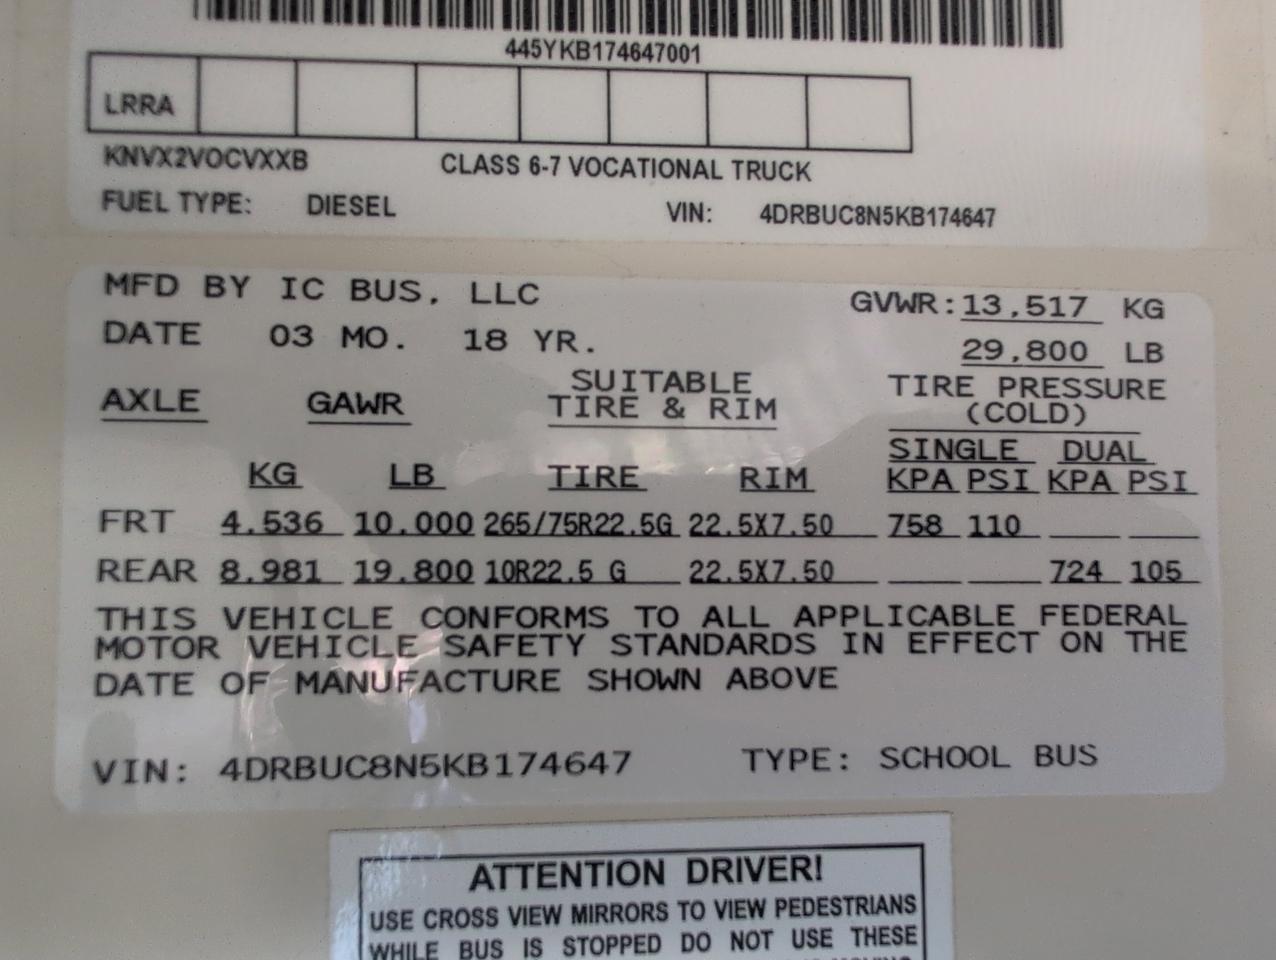 445YKB174647001
LRRA
KNVX2VOCVXXB CLASS 6-7 VOCATIONAL TRUCK
FUEL TYPE: DIESEL VIN: 4DRBUC8N5KB174647
MFD BY IC BUS, LLC GVWR: 13,517 KG
DATE 03 MO. 18 YR. 29,800 LB
AXLE GAWR SUITABLE TIRE PRESSURE
TIRE & RIM (COLD)
SINGLE DUAL
KG LB TIRE RIM KPA PSI KPA PSI
FRT 4.536 10.000 265/75R22.5G 22.5X7.50 758 110
REAR 8.981 19.800 10R22.5 G 22.5X7.50 724 105
THIS VEHICLE CONFORMS TO ALL APPLICABLE FEDERAL
MOTOR VEHICLE SAFETY STANDARDS IN EFFECT ON THE
DATE OF MANUFACTURE SHOWN ABOVE
VIN: 4DRBUC8N5KB174647 TYPE: SCHOOL BUS
ATTENTION DRIVER!
USE CROSS VIEW MIRRORS TO VIEW PEDESTRIANS
WHILE BUS IS STOPPED DO NOT USE THESE